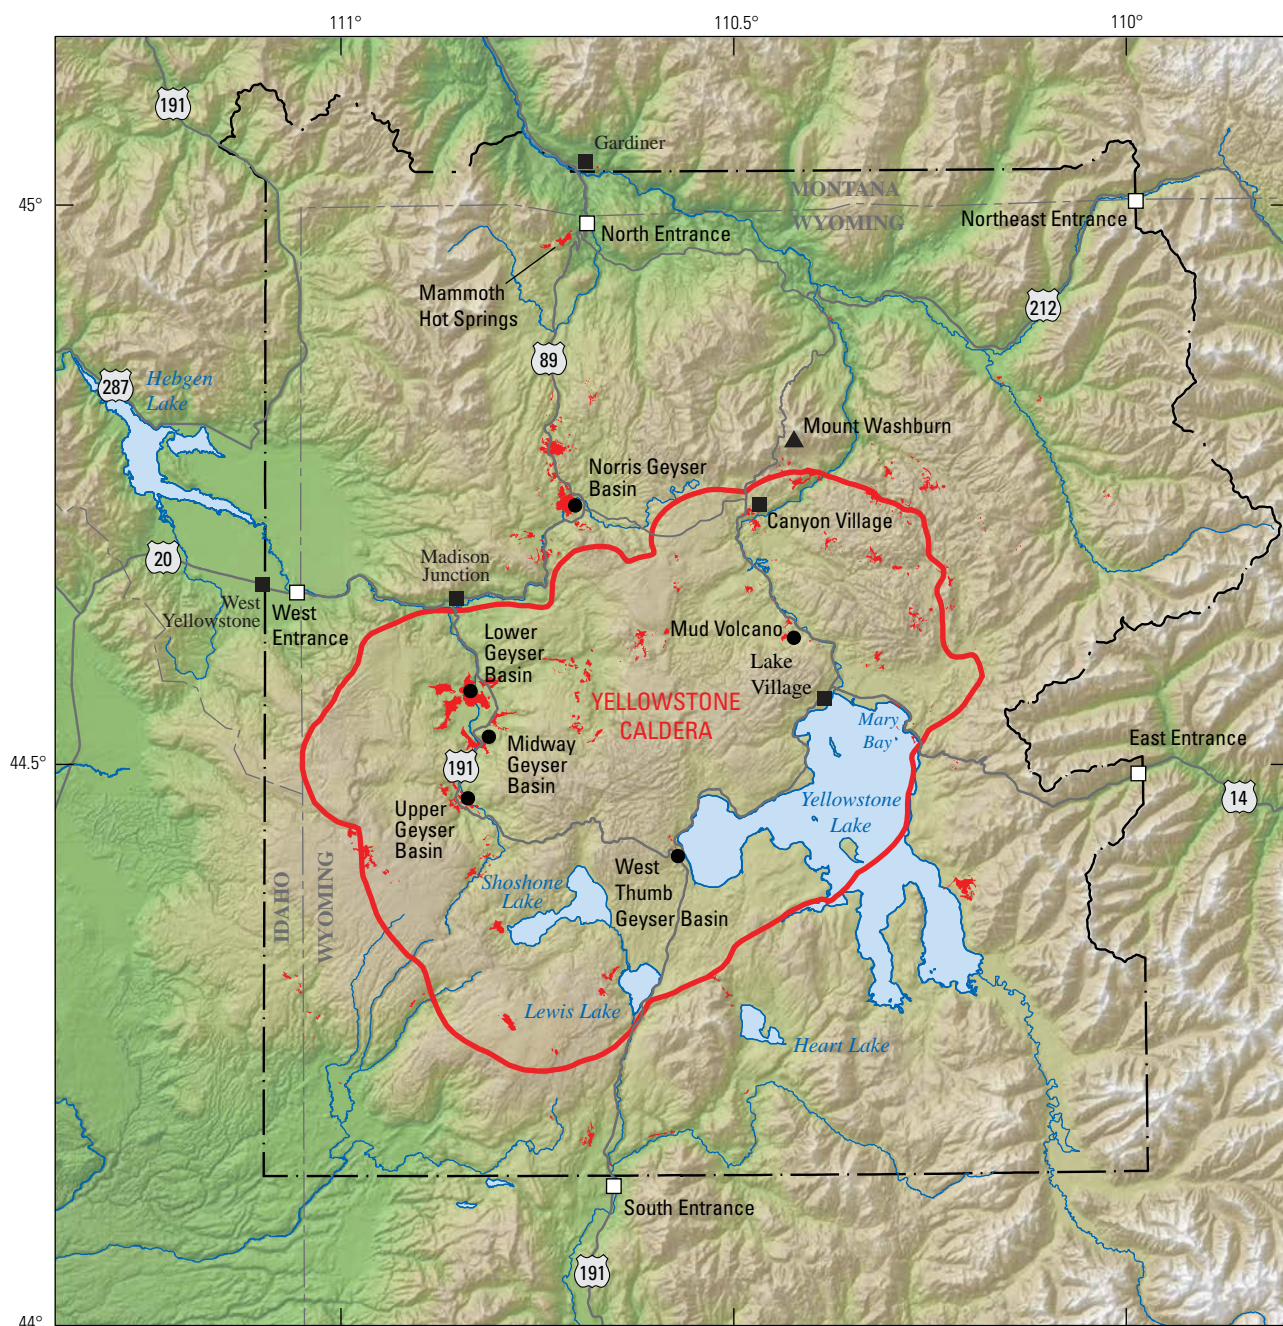 111°
110.5°
110°
191
Gardiner
45°
MONTANA
WYOMING
Northeast Entrance
North Entrance
Mammoth
Hot Springs
212
89
287
Hebgen
Lake
Mount Washburn
Norris Geyser
Basin
Canyon Village
20
Madison
Junction
West
Yellowstone
West
Entrance
Lower
Geyser
Basin
Mud Volcano
Lake
Village
YELLOWSTONE
CALDERA
Mary
Bay
Midway
Geyser
Basin
East Entrance
44.5°
191
14
Upper
Geyser
Basin
Yellowstone
Lake
West
Thumb
Geyser Basin
Shoshone
Lake
IDAHO
WYOMING
Lewis Lake
Heart Lake
South Entrance
191
44°